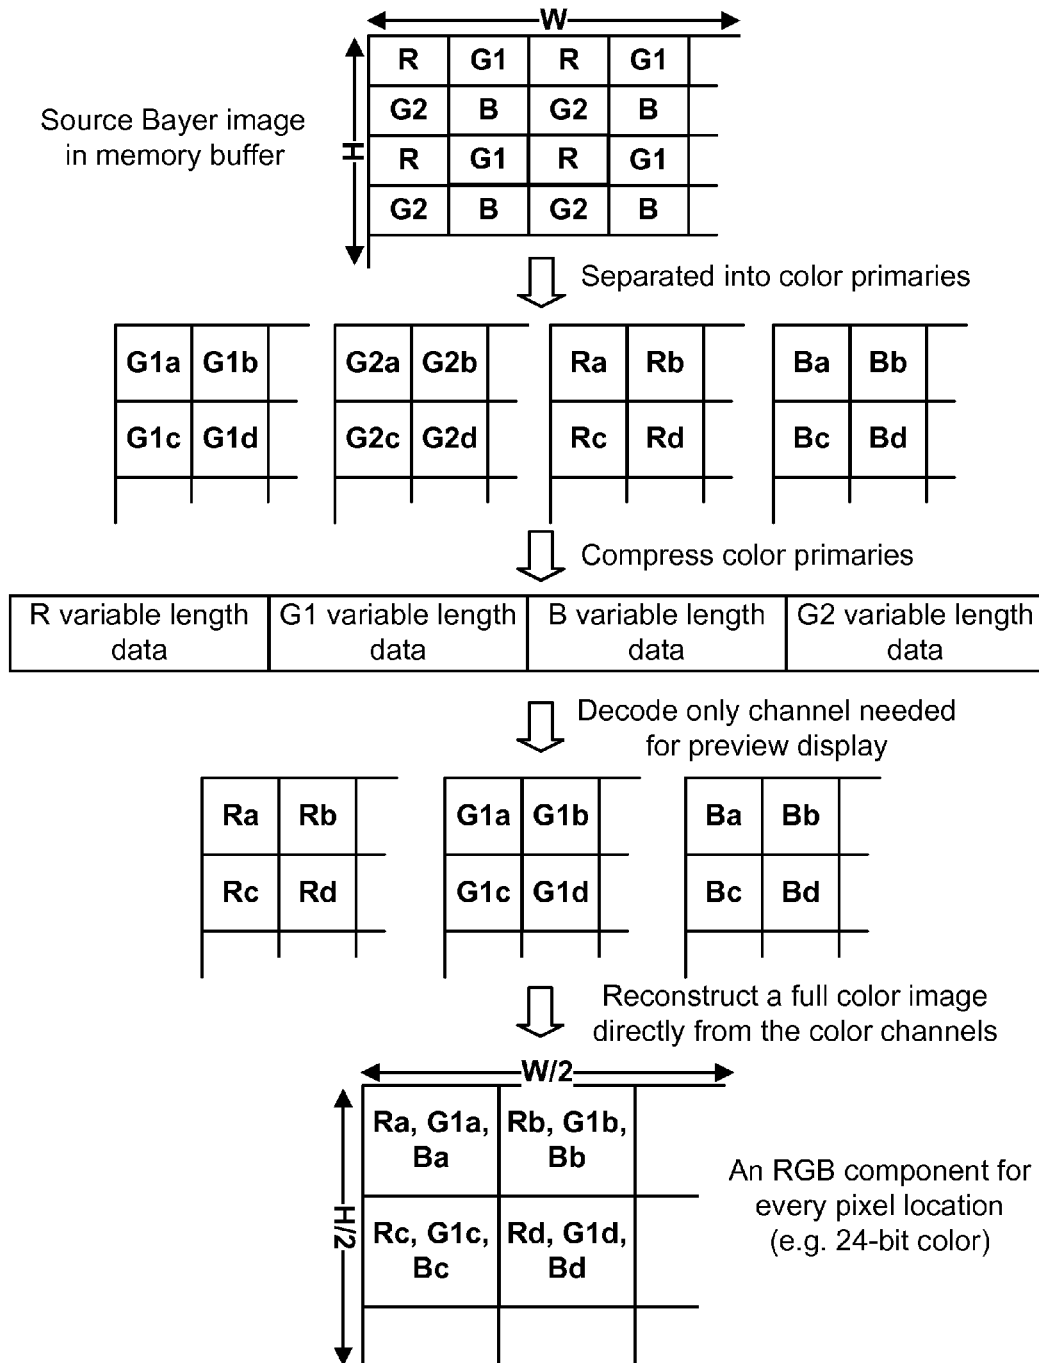 W
R G1 R G1
G2 B G2 B
R G1 R G1
G2 B G2 B
H
Source Bayer image
in memory buffer
Separated into color primaries
G1a G1b G2a G2b Ra Rb Ba Bb
G1c G1d G2c G2d Rc Rd Bc Bd
Compress color primaries
R variable length
data
G1 variable length
data
B variable length
data
G2 variable length
data
Decode only channel needed
for preview display
Ra Rb G1a G1b Ba Bb
Rc Rd G1c G1d Bc Bd
Reconstruct a full color image
directly from the color channels
W/2
H/2
Ra, G1a,
Ba
Rb, G1b,
Bb
Rc, G1c,
Bc
Rd, G1d,
Bd
An RGB component for
every pixel location
(e.g. 24-bit color)